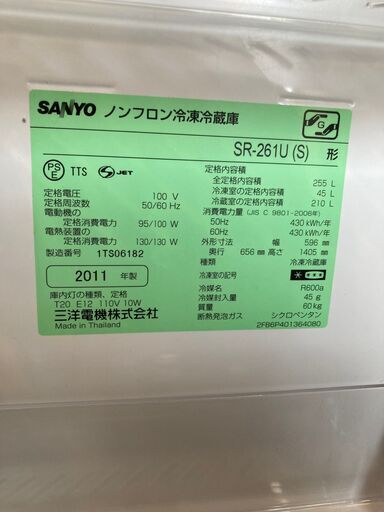 SANYO ノンフロン冷凍冷蔵庫
G
SR-261U (S) 形
PS E TTS S JET
定格電圧 100 V
定格周波数 50/60 Hz
電動機の
定格消費電力 95/100 W
電熱装置の
定格消費電力 130/130 W
製造番号 1TS06182
2011 年製
庫内灯の種類、定格
T20 E12 110V 10W
三洋電機株式会社
Made in Thailand
定格内容積
全定格内容積 255 L
冷凍室の定格内容積 45 L
冷蔵室の定格内容積 210 L
消費電力量 (JIS C 9801-2006年)
50Hz 430 kWh/年
60Hz 430 kWh/年
外形寸法 幅 596 mm
奥行 656 mm 高さ 1405 mm
種類 冷凍冷蔵庫
冷凍室の記号
冷媒名 R600a
冷媒封入量 45 g
質量 60 kg
断熱発泡ガス シクロペンタン
2FB6P401364080